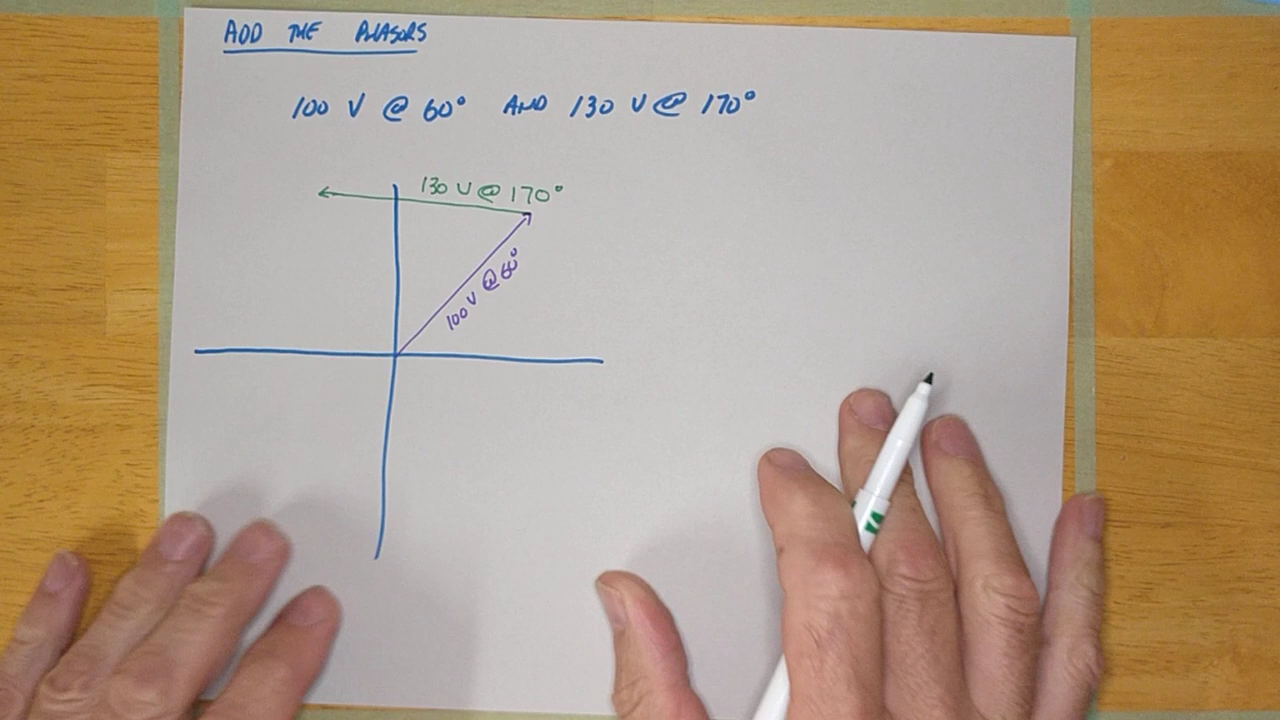 ADD THE PHASORS
100 V @ 60° AND 130 V @ 170°
130 V @ 170°
100 V @ 60°